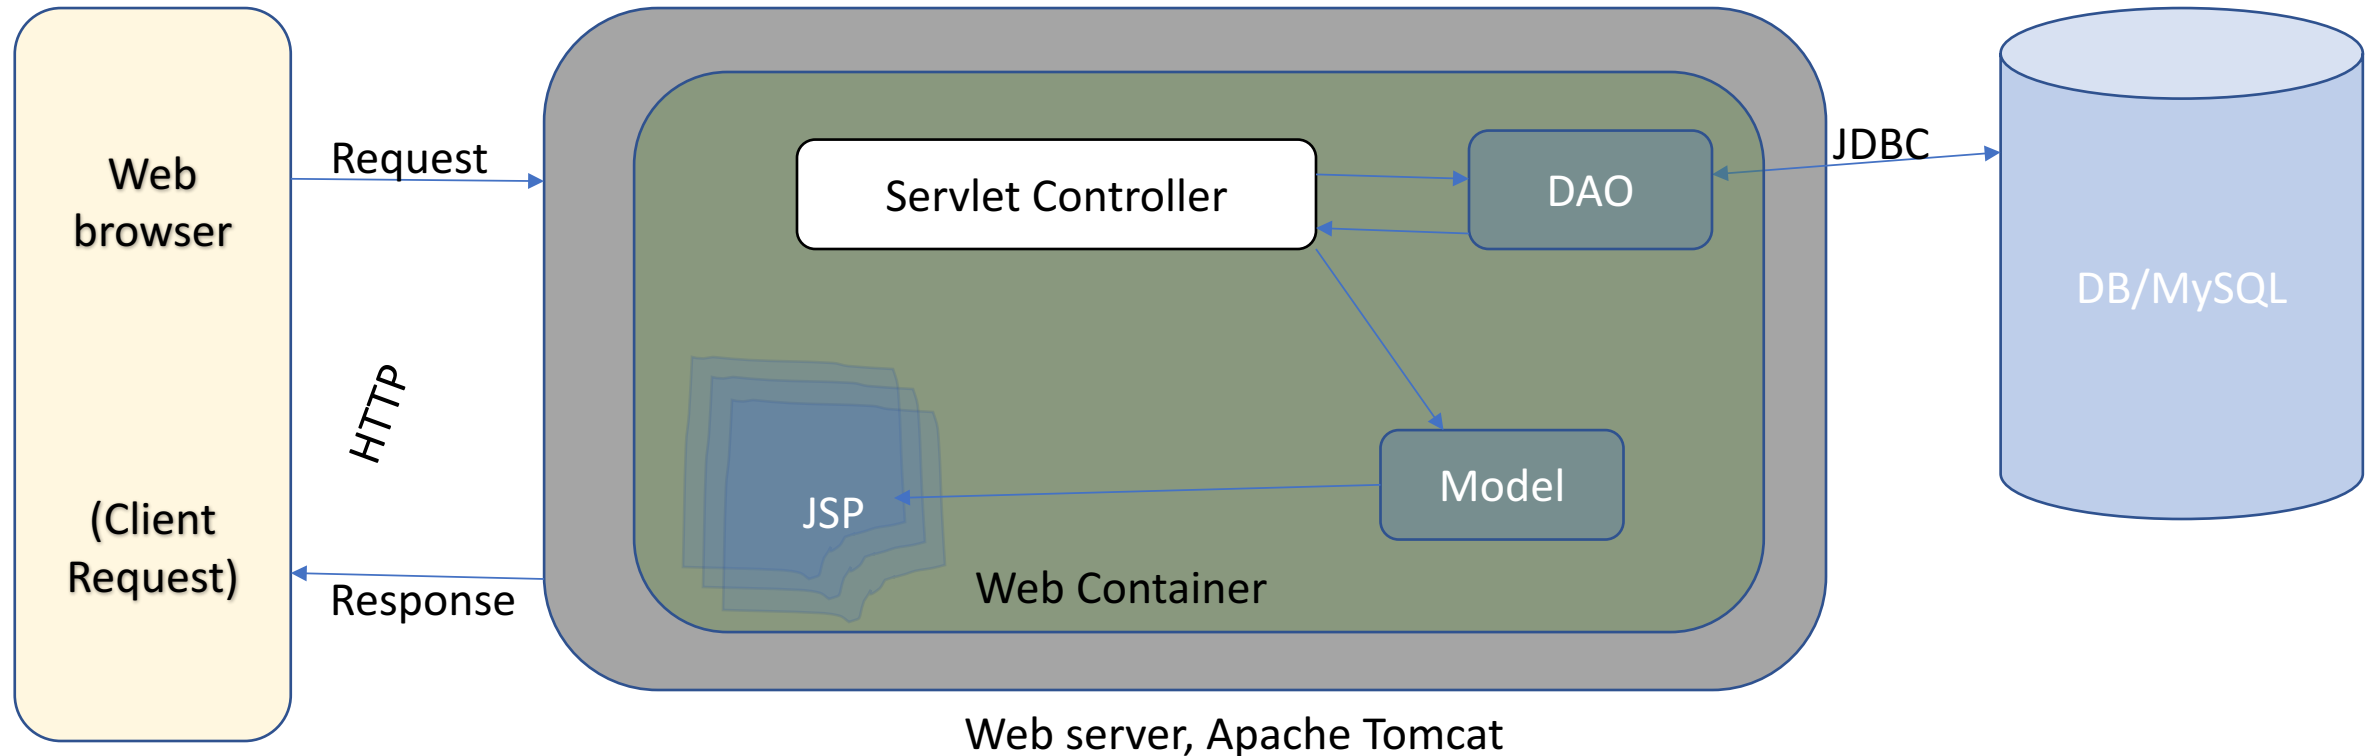 Web
browser
(Client
Request)
Request
HTTP
Response
Servlet Controller
DAO
JSP
Model
Web Container
Web server, Apache Tomcat
JDBC
DB/MySQL